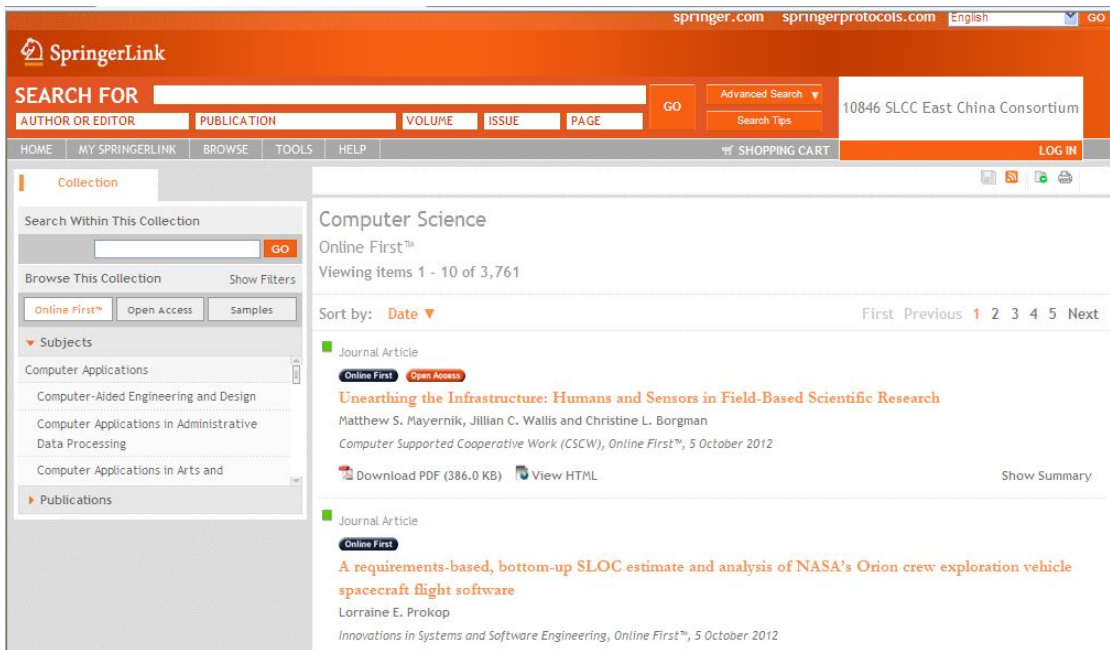 springer.com springerprotocols.com English GO
SpringerLink
SEARCH FOR GO Advanced Search ▼
Search Tips
10846 SLCC East China Consortium
AUTHOR OR EDITOR PUBLICATION VOLUME ISSUE PAGE
HOME MY SPRINGERLINK BROWSE TOOLS HELP SHOPPING CART LOG IN
Collection
Search Within This Collection
GO
Browse This Collection Show Filters
Online First™ Open Access Samples
Subjects
Computer Applications
Computer-Aided Engineering and Design
Computer Applications in Administrative
Data Processing
Computer Applications in Arts and
Publications
Computer Science
Online First™
Viewing items 1 - 10 of 3,761
Sort by: Date ▼ First Previous 1 2 3 4 5 Next
Journal Article
Online First Open Access
Unearthing the Infrastructure: Humans and Sensors in Field-Based Scientific Research
Matthew S. Mayernik, Jillian C. Wallis and Christine L. Borgman
Computer Supported Cooperative Work (CSCW), Online First™, 5 October 2012
Download PDF (386.0 KB) View HTML Show Summary
Journal Article
Online First
A requirements-based, bottom-up SLOC estimate and analysis of NASA's Orion crew exploration vehicle
spacecraft flight software
Lorraine E. Prokop
Innovations in Systems and Software Engineering, Online First™, 5 October 2012